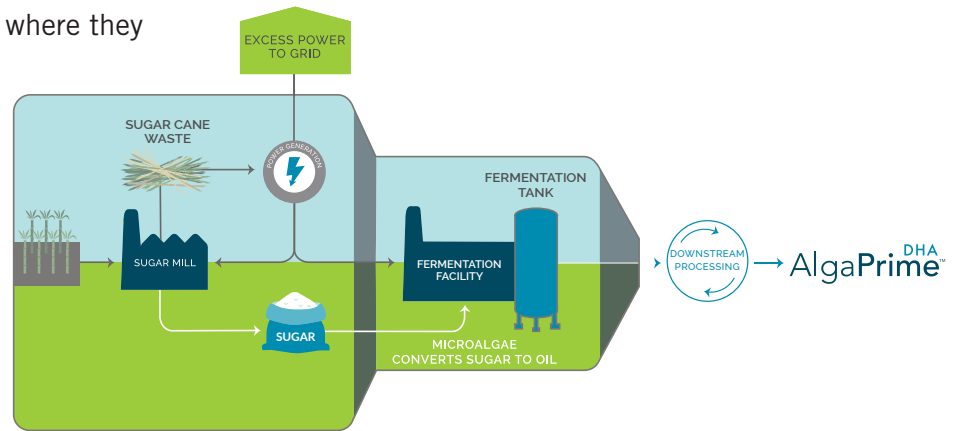 where they
EXCESS POWER
TO GRID
SUGAR CANE
WASTE
POWER GENERATION
FERMENTATION
TANK
SUGAR MILL
FERMENTATION
FACILITY
DOWNSTREAM
PROCESSING
AlgaPrime™ DHA
SUGAR
MICROALGAE
CONVERTS SUGAR TO OIL